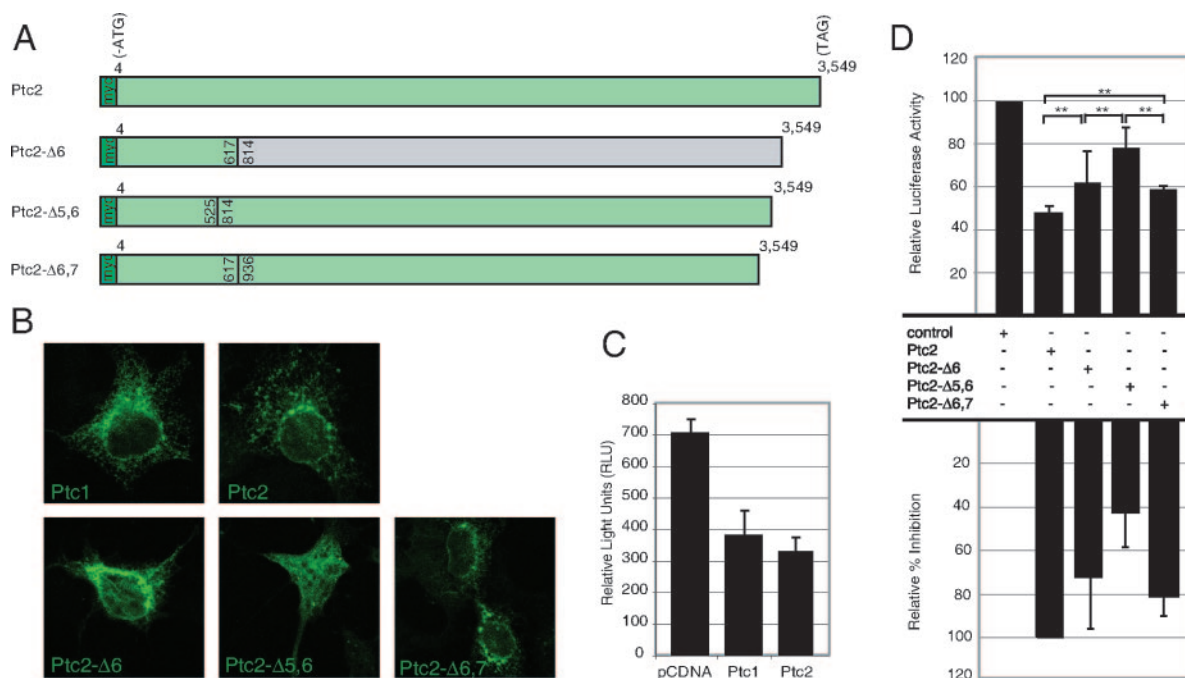 A
(-ATG)
(TAG)
4
3,549
Ptc2
myc
4
3,549
Ptc2-Δ6
myc
617
814
4
3,549
Ptc2-Δ5,6
myc
525
814
4
3,549
Ptc2-Δ6,7
myc
617
936
B
Ptc1
Ptc2
Ptc2-Δ6
Ptc2-Δ5,6
Ptc2-Δ6,7
C
Relative Light Units (RLU)
800
700
600
500
400
300
200
100
0
pCDNA Ptc1 Ptc2
D
Relative Luciferase Activity
120
100
80
60
40
20
**
** ** **
control + - - - -
Ptc2 - + - - -
Ptc2-Δ6 - - + - -
Ptc2-Δ5,6 - - - + -
Ptc2-Δ6,7 - - - - +
Relative % Inhibition
20
40
60
80
100
120